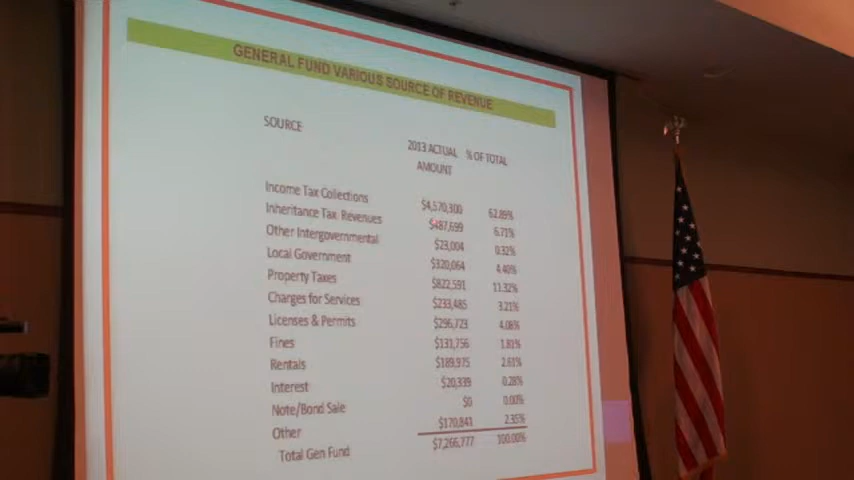 GENERAL FUND VARIOUS SOURCE OF REVENUE
SOURCE 2013 ACTUAL AMOUNT % OF TOTAL
Income Tax Collections $4,570,300 62.89%
Inheritance Tax Revenues $487,699 6.71%
Other Intergovernmental $23,004 0.32%
Local Government $320,064 4.40%
Property Taxes $822,591 11.32%
Charges for Services $233,485 3.21%
Licenses & Permits $296,723 4.08%
Fines $131,756 1.81%
Rentals $189,975 2.61%
Interest $20,339 0.28%
Note/Bond Sale $0 0.00%
Other $170,841 2.35%
Total Gen Fund $7,266,777 100.00%